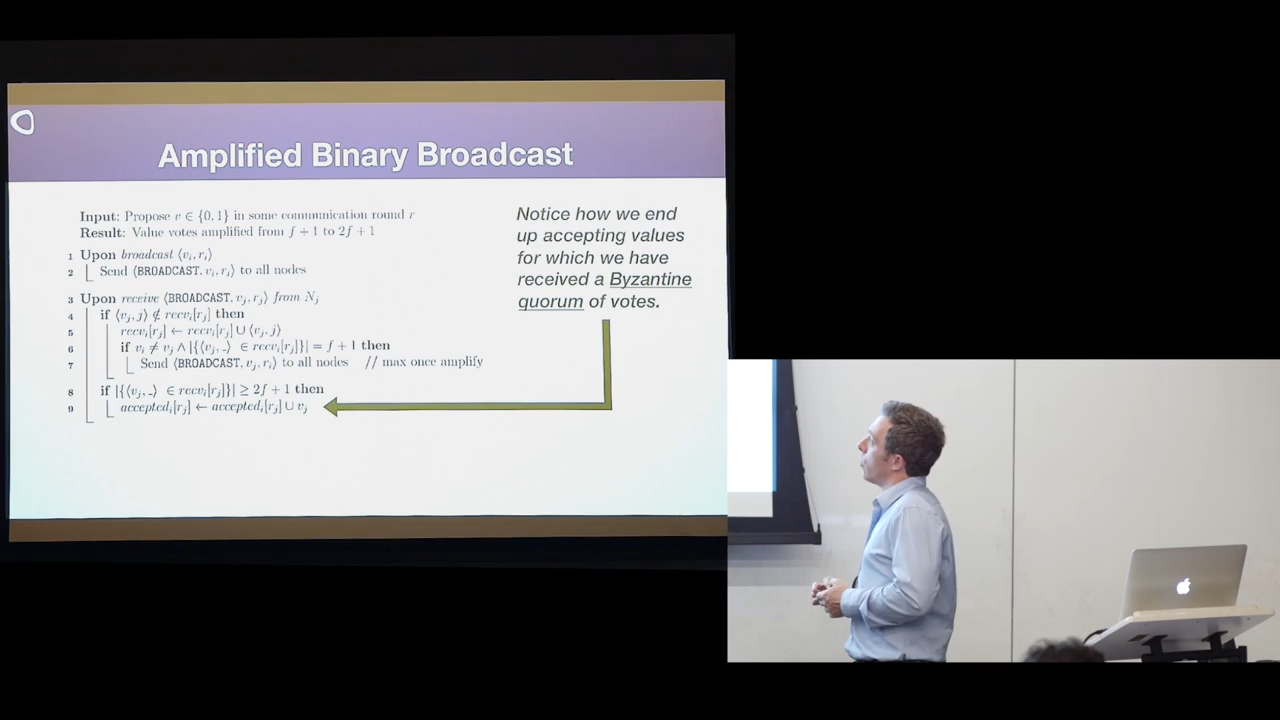 Amplified Binary Broadcast
Input: Propose v ∈ {0, 1} in some communication round r
Result: Value votes amplified from f + 1 to 2f + 1
1 Upon broadcast ⟨vᵢ, rᵢ⟩
2 Send ⟨BROADCAST, vᵢ, rᵢ⟩ to all nodes
3 Upon receive ⟨BROADCAST, vⱼ, rⱼ⟩ from Nⱼ
4 if ⟨vⱼ, j⟩ ∉ recvᵢ[rⱼ] then
5 recvᵢ[rⱼ] ← recvᵢ[rⱼ] ∪ ⟨vⱼ, j⟩
6 if vᵢ ≠ vⱼ ∧ |{⟨vⱼ, _⟩ ∈ recvᵢ[rⱼ]}| = f + 1 then
7 Send ⟨BROADCAST, vⱼ, rᵢ⟩ to all nodes // max once amplify
8 if |{⟨vⱼ, _⟩ ∈ recvᵢ[rⱼ]}| ≥ 2f + 1 then
9 acceptedᵢ[rⱼ] ← acceptedᵢ[rⱼ] ∪ vⱼ
Notice how we end
up accepting values
for which we have
received a Byzantine
quorum of votes.